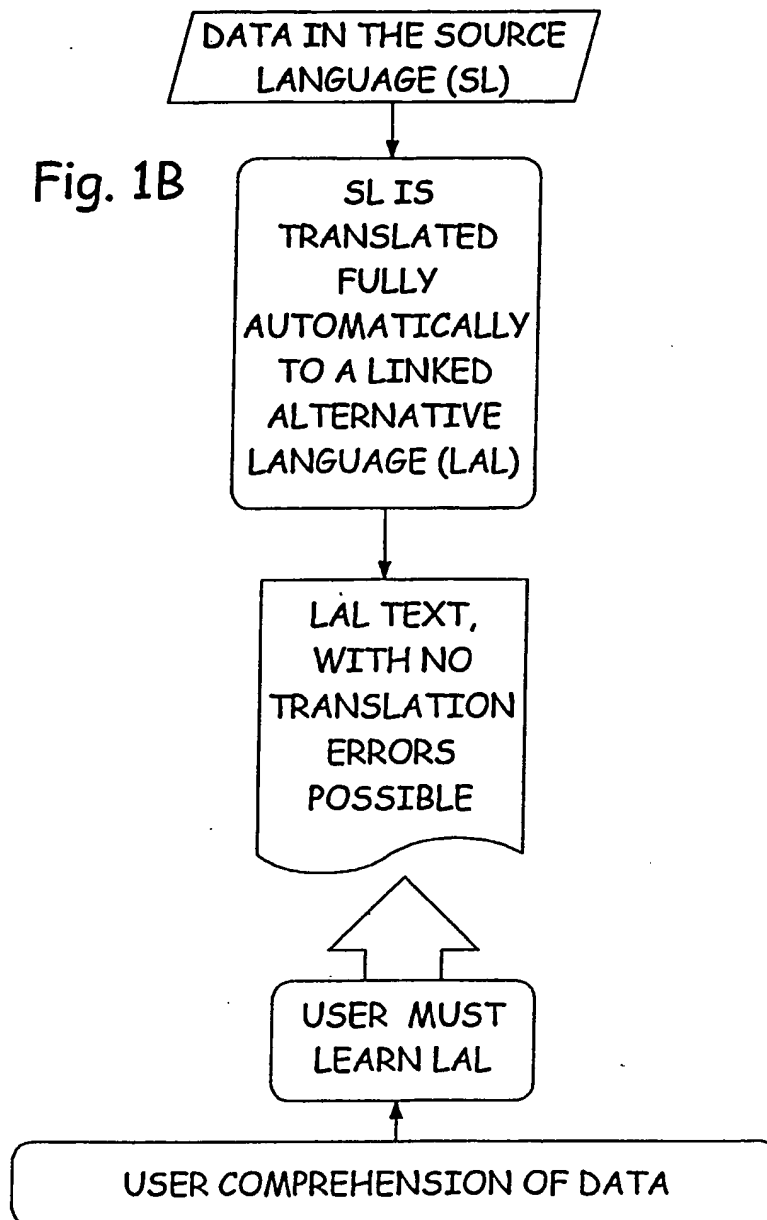 DATA IN THE SOURCE
LANGUAGE (SL)
Fig. 1B
SL IS
TRANSLATED
FULLY
AUTOMATICALLY
TO A LINKED
ALTERNATIVE
LANGUAGE (LAL)
LAL TEXT,
WITH NO
TRANSLATION
ERRORS
POSSIBLE
USER MUST
LEARN LAL
USER COMPREHENSION OF DATA